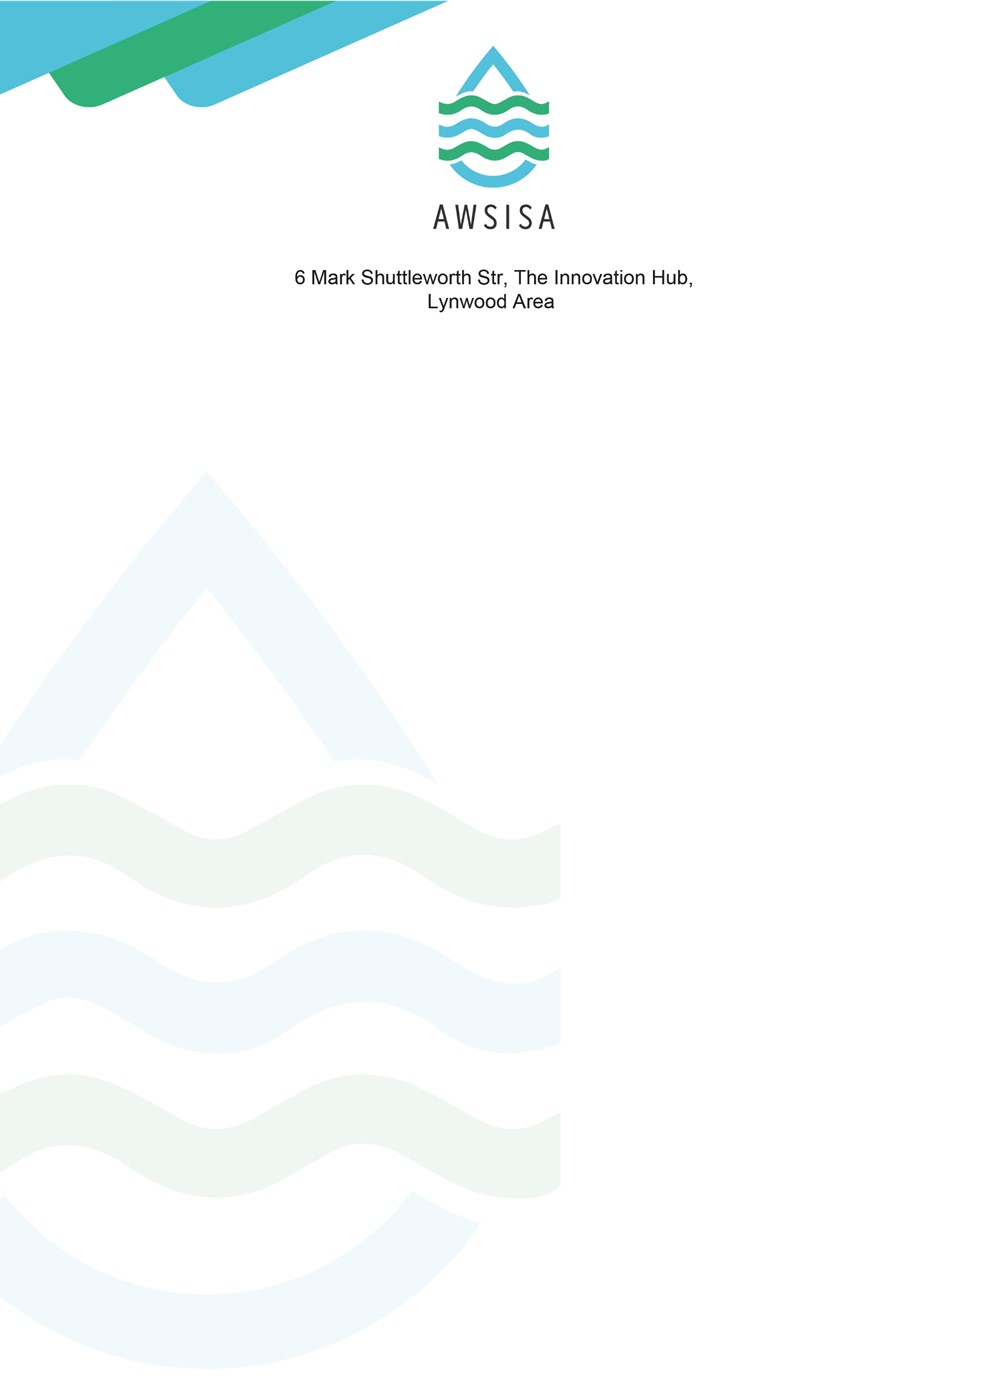 AWSISA
6 Mark Shuttleworth Str, The Innovation Hub,
Lynwood Area